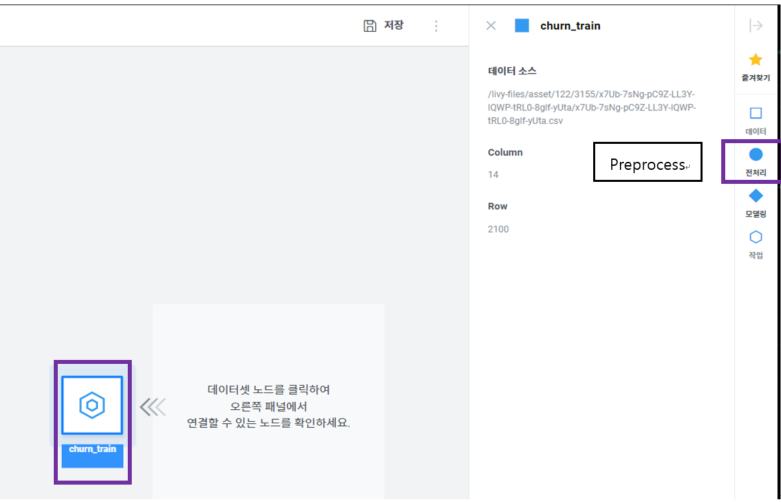 저장
churn_train
즐겨찾기
데이터 소스
/livy-files/asset/122/3155/x7Ub-7sNg-pC9Z-LL3Y-
IQWP-tRL0-8glf-yUta/x7Ub-7sNg-pC9Z-LL3Y-IQWP-
tRL0-8glf-yUta.csv
데이터
Column
14
Preprocess
전처리
Row
2100
모델링
작업
데이터셋 노드를 클릭하여
오른쪽 패널에서
연결할 수 있는 노드를 확인하세요.
churn_train